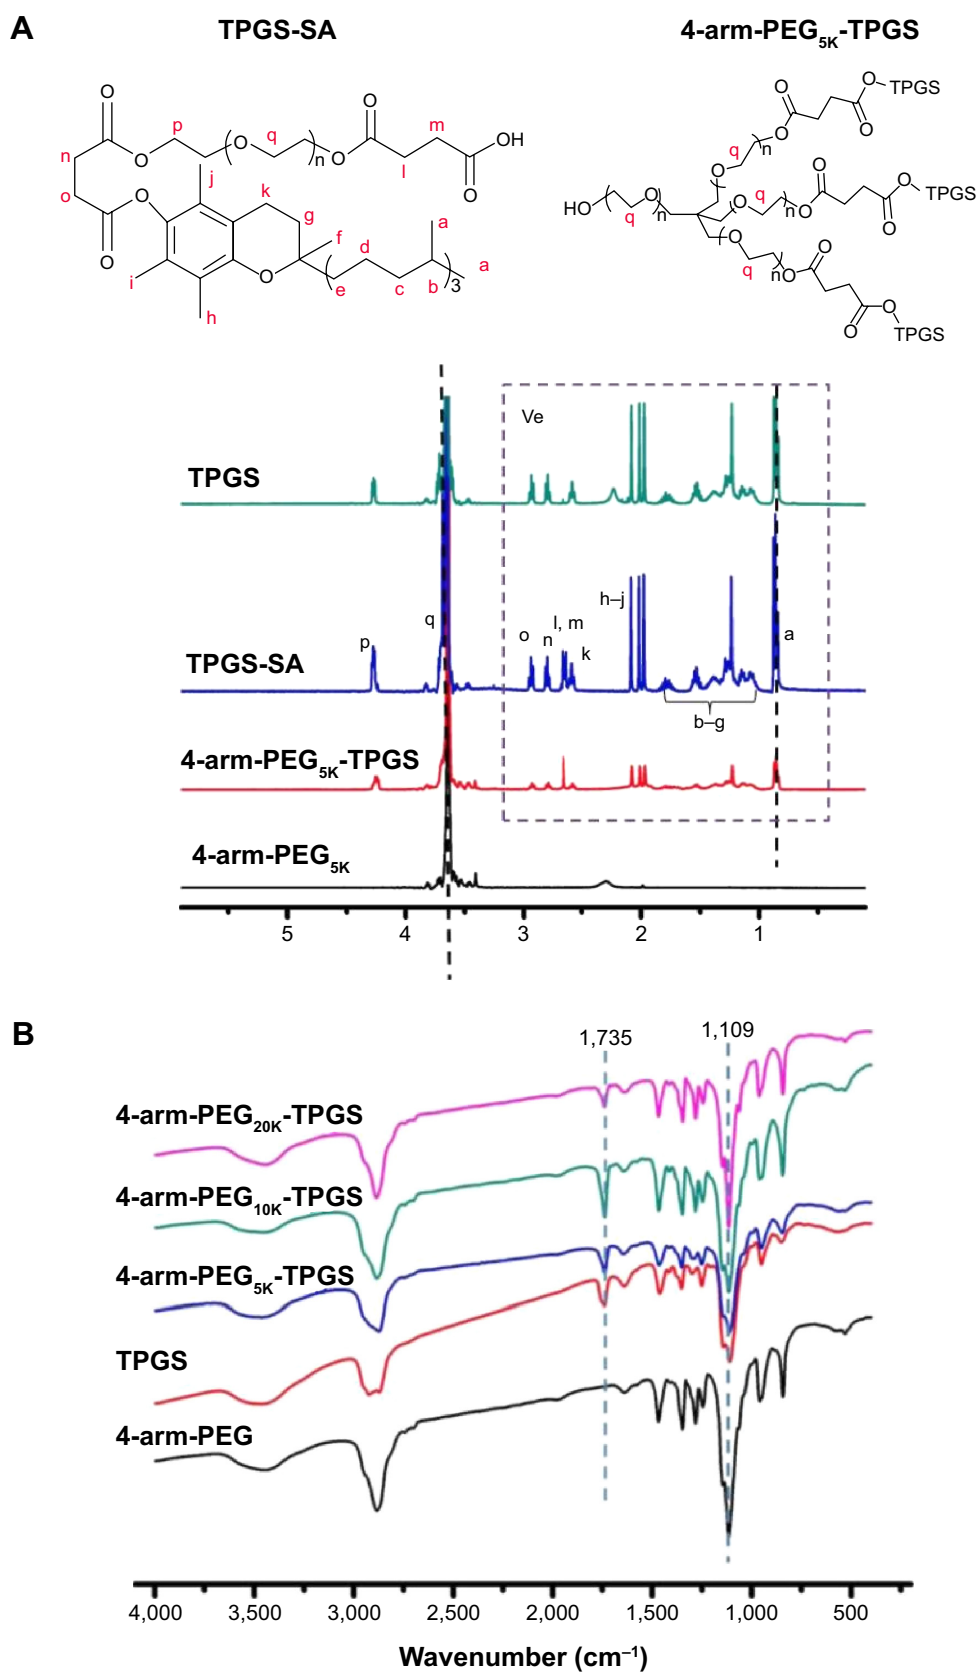 A
TPGS-SA
4-arm-PEG5K-TPGS
O
O
p
q
m
OH
n
O
O
n
O
l
O
o
O
j
k
g
a
O
f
d
a
i
O
e
c
b
3
h
O
O
TPGS
O
O
q
n
O
O
q
O
O
TPGS
HO
O
O
q
n
n
O
O
q
O
O
q
n
O
O
O
O
TPGS
Ve
TPGS
h–j
l, m
q
o
n
a
p
k
TPGS-SA
b–g
4-arm-PEG5K-TPGS
4-arm-PEG5K
5 4 3 2 1
B
1,735
1,109
4-arm-PEG20K-TPGS
4-arm-PEG10K-TPGS
4-arm-PEG5K-TPGS
TPGS
4-arm-PEG
4,000 3,500 3,000 2,500 2,000 1,500 1,000 500
Wavenumber (cm–1)